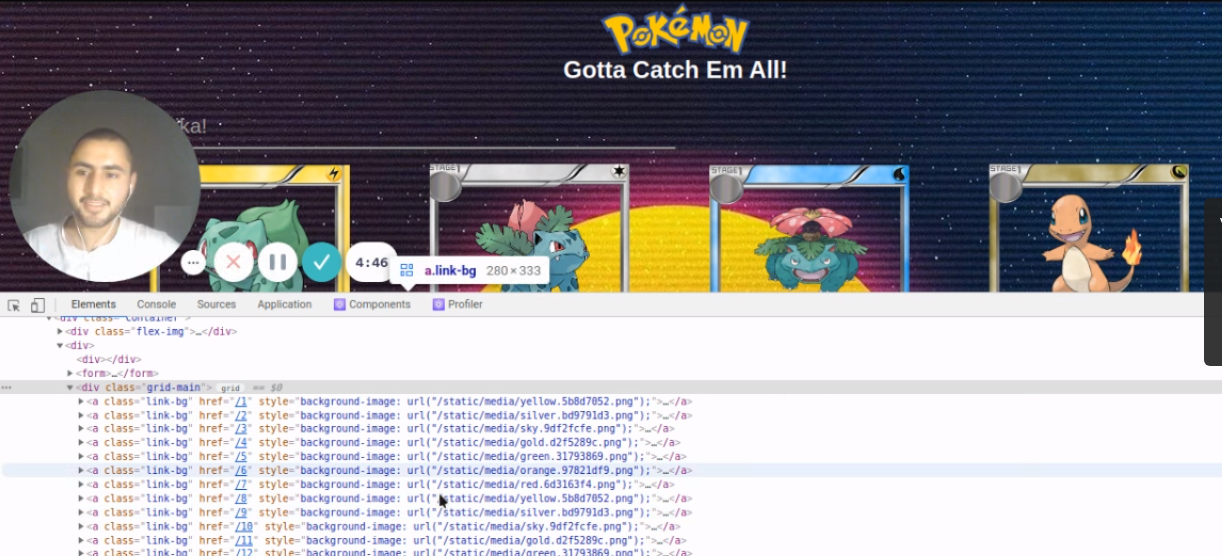 POKéMON
Gotta Catch Em All!
ka!
STAGE1
STAGE1
STAGE1
4:46
a.link-bg 280×333
Elements Console Sources Application Components Profiler
<div class="container">
▶<div class="flex-img">…</div>
▼<div>
<div></div>
▶<form>…</form>
… ▼<div class="grid-main"> grid == $0
▶<a class="link-bg" href="/1" style="background-image: url("/static/media/yellow.5b8d7052.png");">…</a>
▶<a class="link-bg" href="/2" style="background-image: url("/static/media/silver.bd9791d3.png");">…</a>
▶<a class="link-bg" href="/3" style="background-image: url("/static/media/sky.9df2fcfe.png");">…</a>
▶<a class="link-bg" href="/4" style="background-image: url("/static/media/gold.d2f5289c.png");">…</a>
▶<a class="link-bg" href="/5" style="background-image: url("/static/media/green.31793869.png");">…</a>
▶<a class="link-bg" href="/6" style="background-image: url("/static/media/orange.97821df9.png");">…</a>
▶<a class="link-bg" href="/7" style="background-image: url("/static/media/red.6d3163f4.png");">…</a>
▶<a class="link-bg" href="/8" style="background-image: url("/static/media/yellow.5b8d7052.png");">…</a>
▶<a class="link-bg" href="/9" style="background-image: url("/static/media/silver.bd9791d3.png");">…</a>
▶<a class="link-bg" href="/10" style="background-image: url("/static/media/sky.9df2fcfe.png");">…</a>
▶<a class="link-bg" href="/11" style="background-image: url("/static/media/gold.d2f5289c.png");">…</a>
▶<a class="link-bg" href="/12" style="background-image: url("/static/media/green.31793869.png");">…</a>